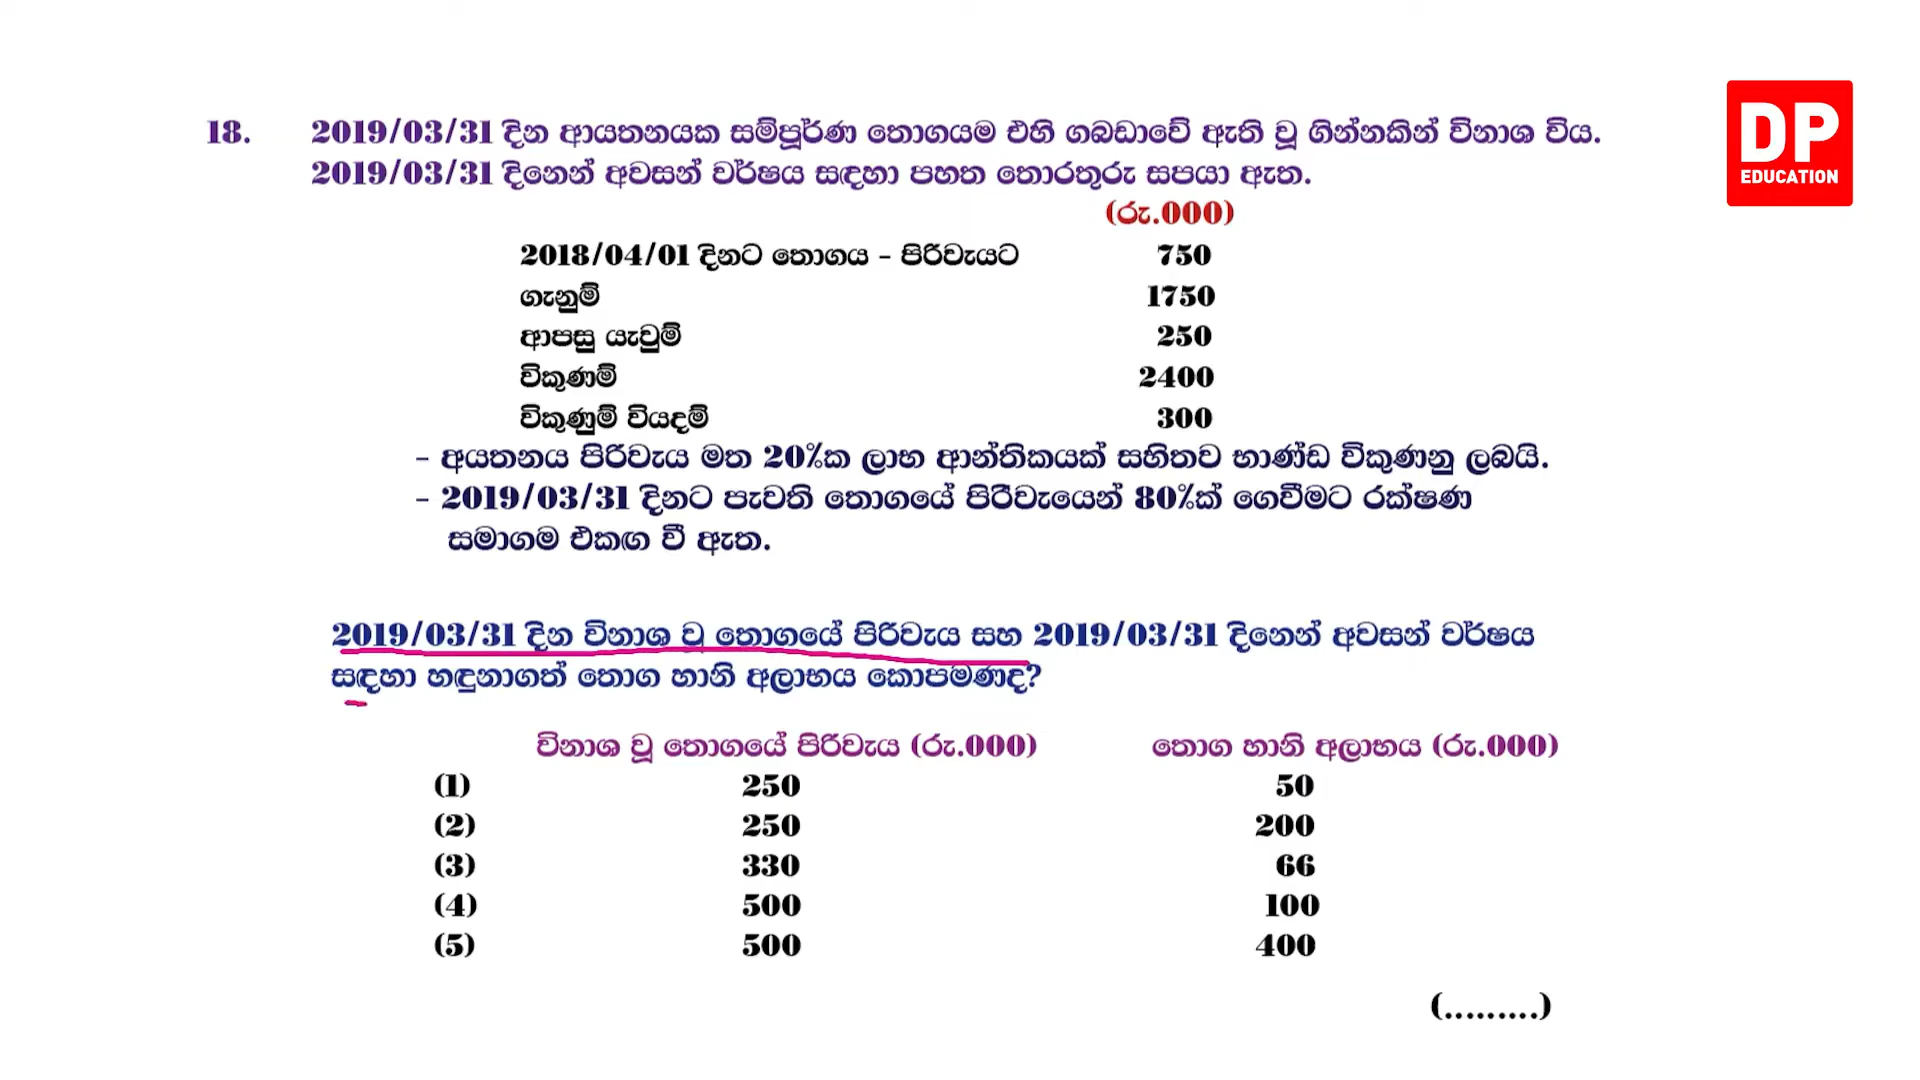 DP
EDUCATION
18. 2019/03/31 දින ආයතනයක සම්පූර්ණ තොගයම එහි ගබඩාවේ ඇති වූ ගින්නකින් විනාශ විය.
2019/03/31 දිනෙන් අවසන් වර්ෂය සඳහා පහත තොරතුරු සපයා ඇත.
(රු.000)
2018/04/01 දිනට තොගය - පිරිවැයට 750
ගැනුම් 1750
ආපසු යැවුම් 250
විකුණම් 2400
විකුණුම් වියදම් 300
- අයතනය පිරිවැය මත 20%ක ලාභ ආන්තිකයක් සහිතව භාණ්ඩ විකුණනු ලබයි.
- 2019/03/31 දිනට පැවති තොගයේ පිරිවැයෙන් 80%ක් ගෙවීමට රක්ෂණ
සමාගම එකඟ වී ඇත.
2019/03/31 දින විනාශ වූ තොගයේ පිරිවැය සහ 2019/03/31 දිනෙන් අවසන් වර්ෂය
සඳහා හඳුනාගත් තොග හානි අලාභය කොපමණද?
විනාශ වූ තොගයේ පිරිවැය (රු.000) තොග හානි අලාභය (රු.000)
(1) 250 50
(2) 250 200
(3) 330 66
(4) 500 100
(5) 500 400
(.........)